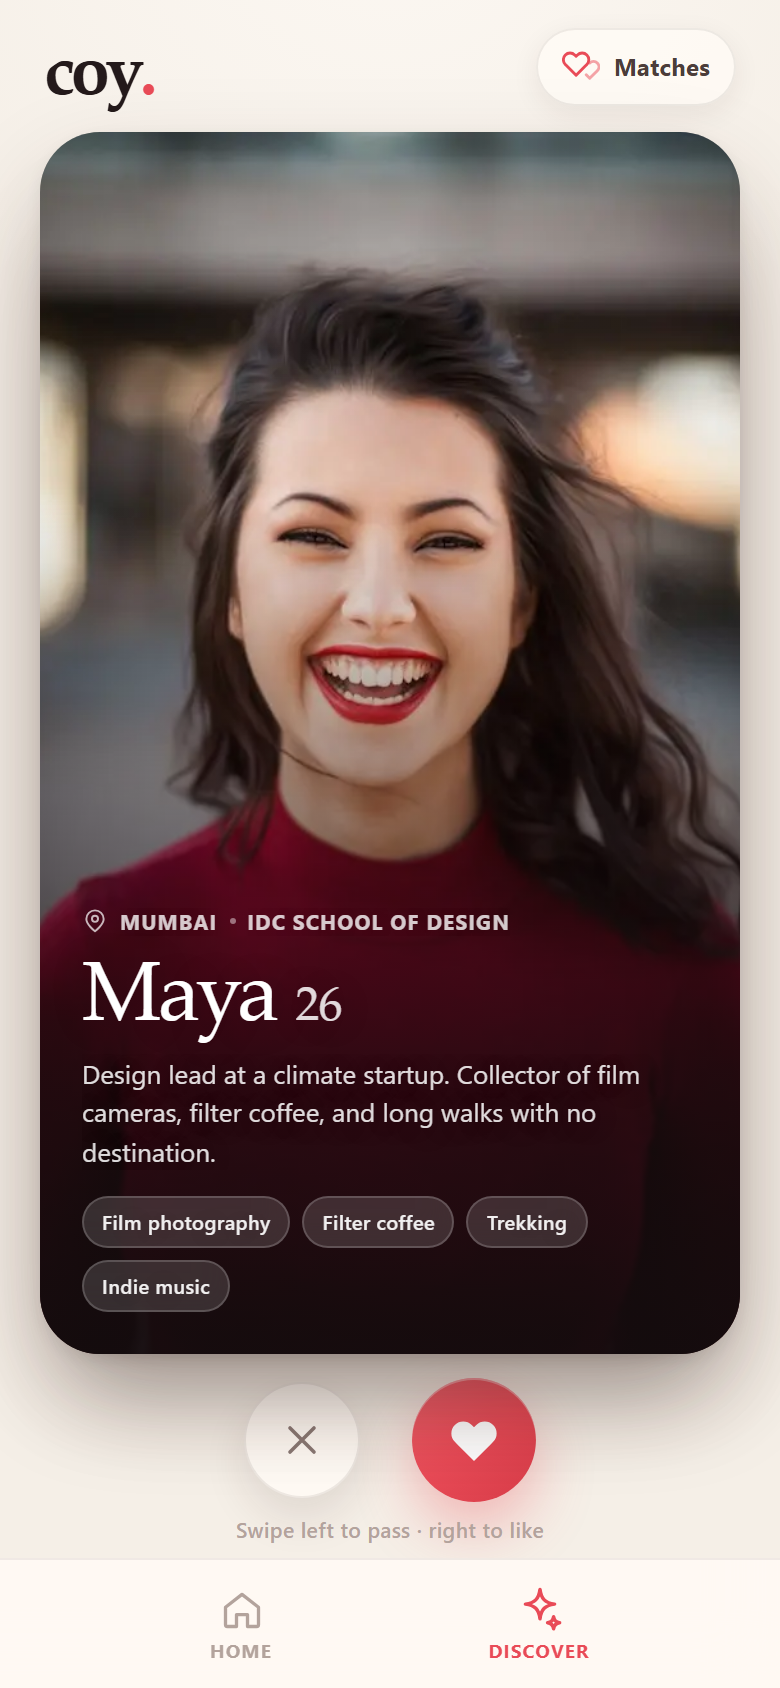 coy.
Matches
MUMBAI • IDC SCHOOL OF DESIGN
Maya 26
Design lead at a climate startup. Collector of film
cameras, filter coffee, and long walks with no
destination.
Film photography
Filter coffee
Trekking
Indie music
Swipe left to pass · right to like
HOME
DISCOVER